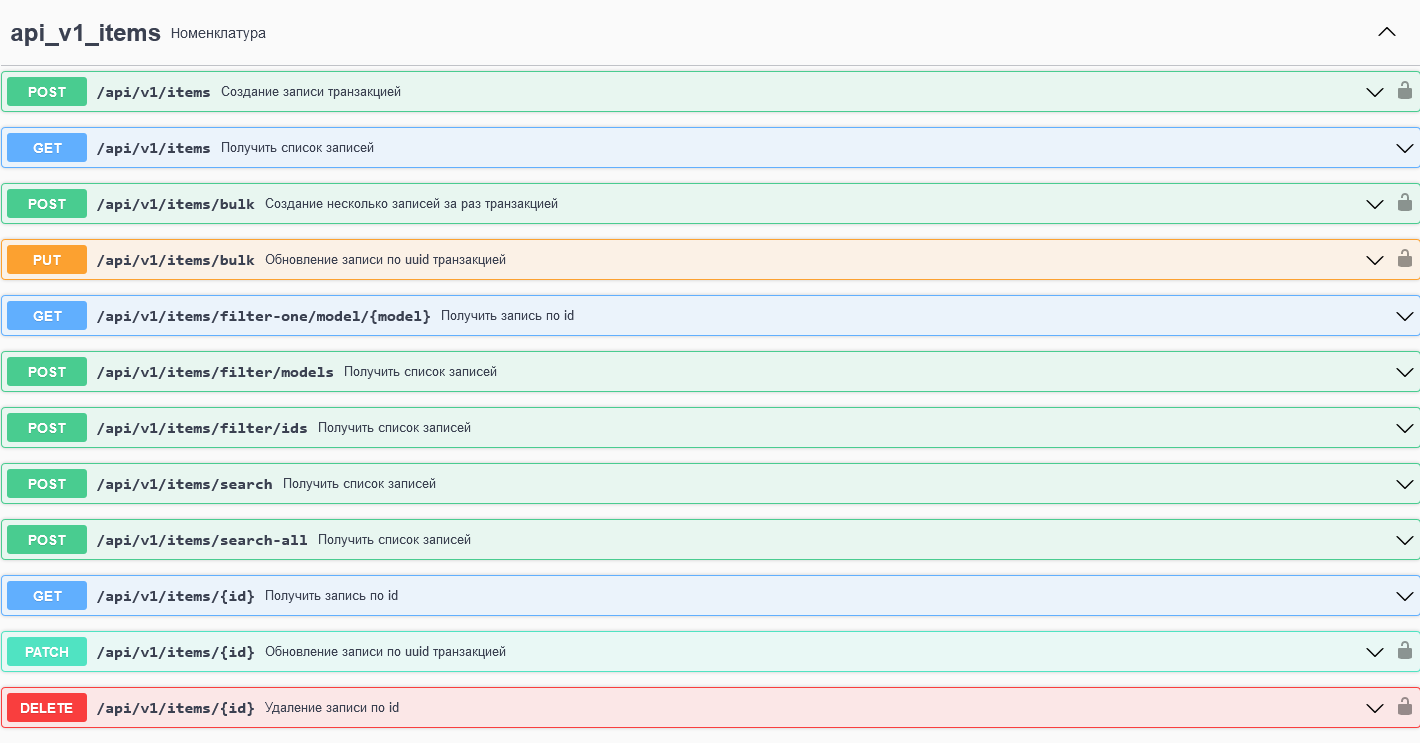 api_v1_items Номенклатура
POST /api/v1/items Создание записи транзакцией
GET /api/v1/items Получить список записей
POST /api/v1/items/bulk Создание несколько записей за раз транзакцией
PUT /api/v1/items/bulk Обновление записи по uuid транзакцией
GET /api/v1/items/filter-one/model/{model} Получить запись по id
POST /api/v1/items/filter/models Получить список записей
POST /api/v1/items/filter/ids Получить список записей
POST /api/v1/items/search Получить список записей
POST /api/v1/items/search-all Получить список записей
GET /api/v1/items/{id} Получить запись по id
PATCH /api/v1/items/{id} Обновление записи по uuid транзакцией
DELETE /api/v1/items/{id} Удаление записи по id